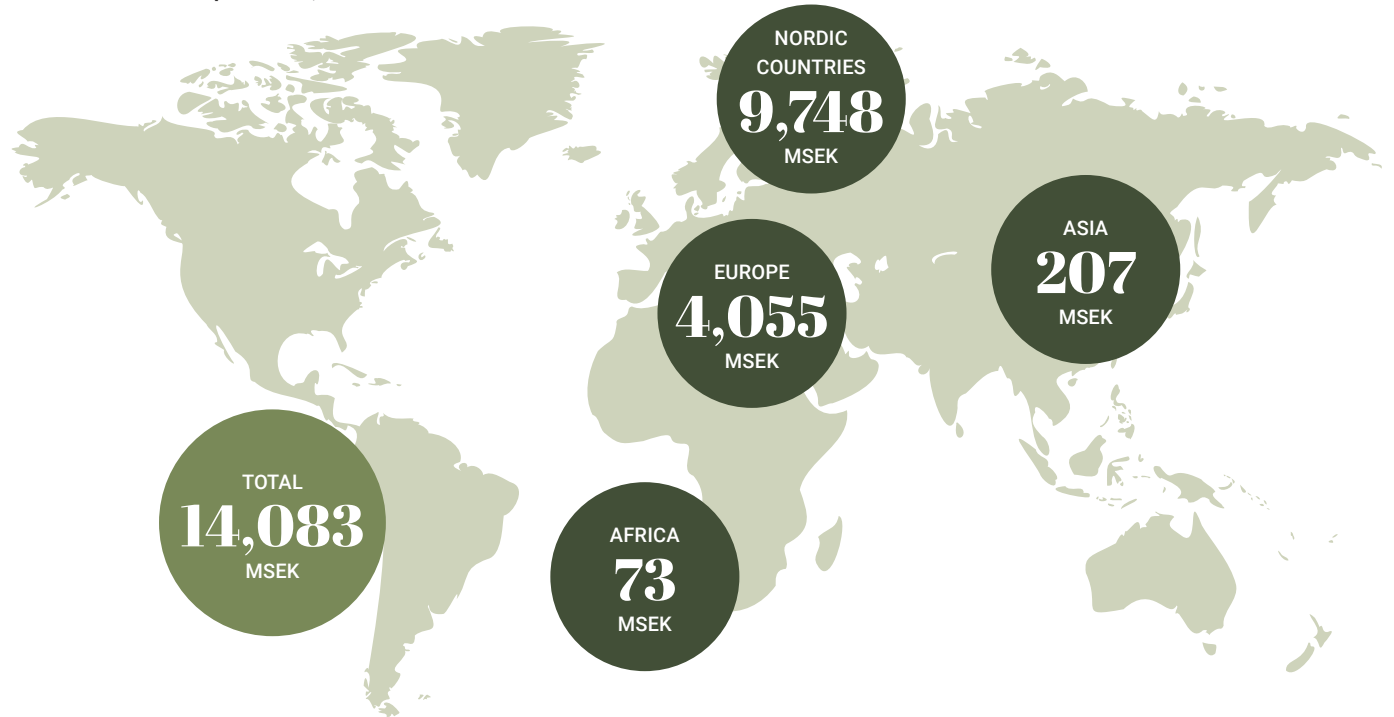 NORDIC
COUNTRIES
9,748
MSEK
ASIA
207
MSEK
EUROPE
4,055
MSEK
TOTAL
14,083
MSEK
AFRICA
73
MSEK